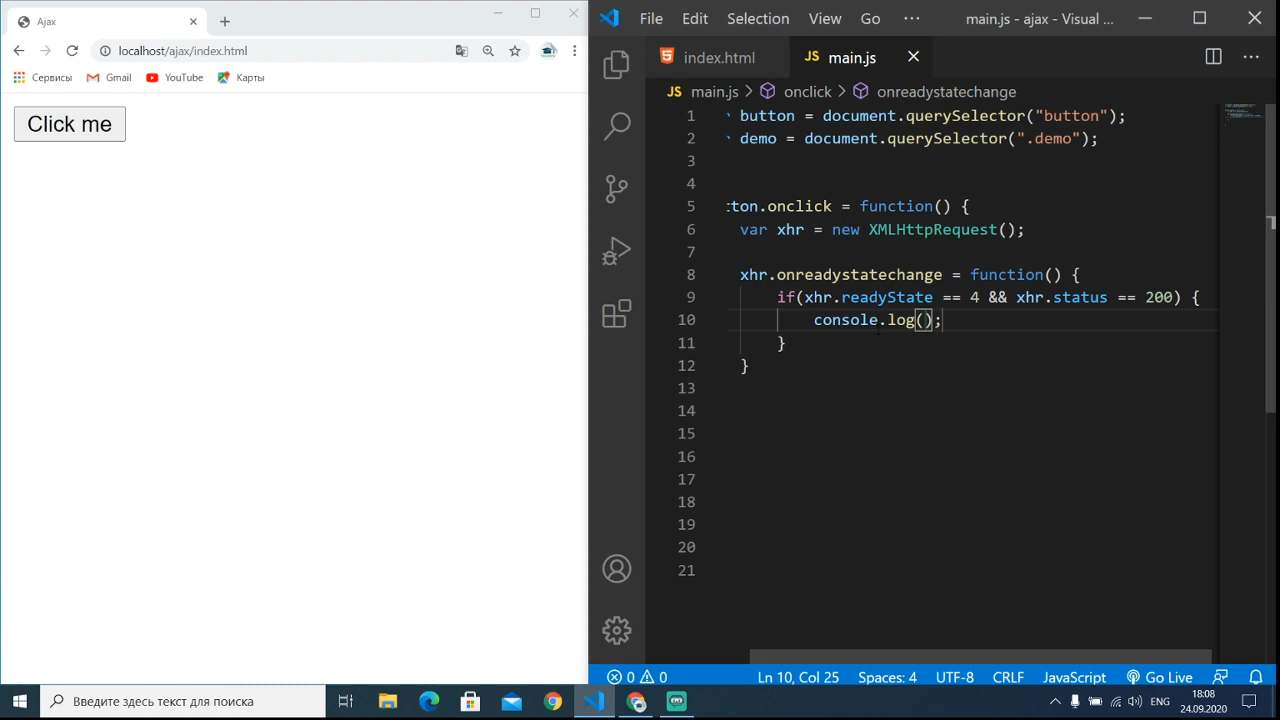 Ajax
localhost/ajax/index.html
Сервисы Gmail YouTube Карты
Click me
File Edit Selection View Go ··· main.js - ajax - Visual ...
index.html JS main.js
JS main.js > onclick > onreadystatechange
1 button = document.querySelector("button");
2 demo = document.querySelector(".demo");
3
4
5 ton.onclick = function() {
6 var xhr = new XMLHttpRequest();
7
8 xhr.onreadystatechange = function() {
9 if(xhr.readyState == 4 && xhr.status == 200) {
10 console.log();
11 }
12 }
13
14
15
16
17
18
19
20
21
0 0 Ln 10, Col 25 Spaces: 4 UTF-8 CRLF JavaScript Go Live
Введите здесь текст для поиска
ENG 18:08
24.09.2020